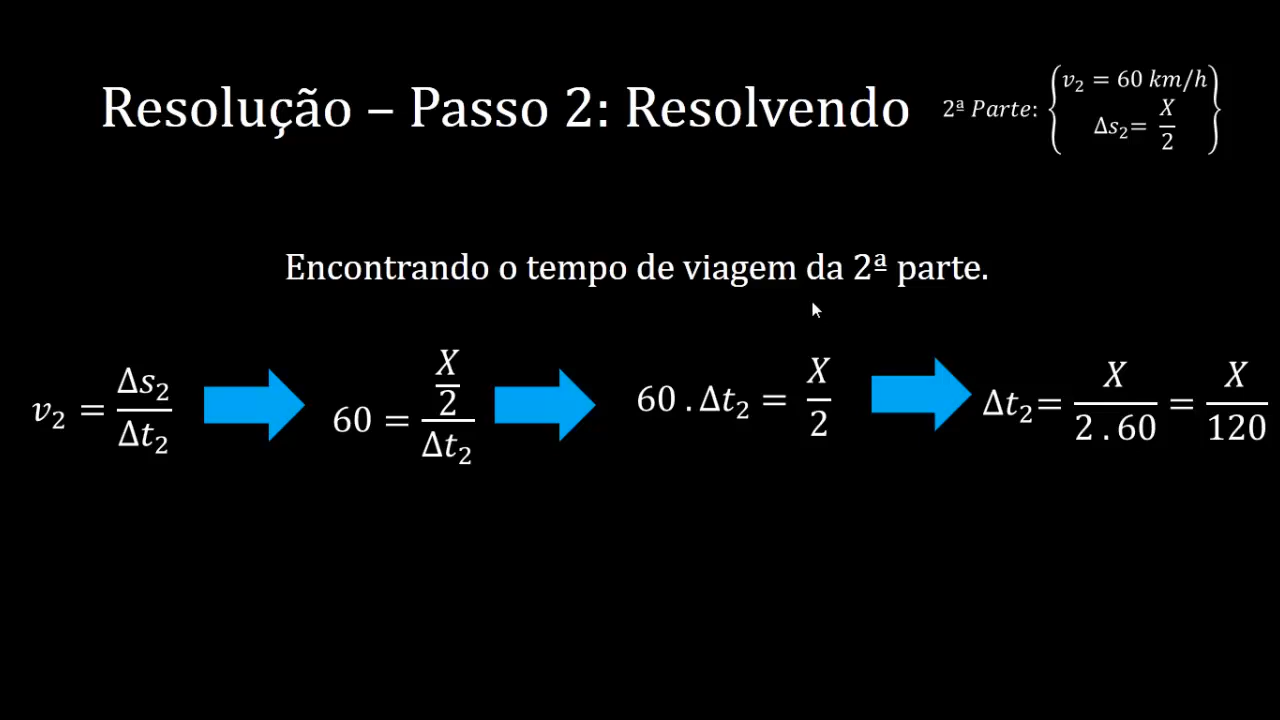 Resolução – Passo 2: Resolvendo
2ª Parte: { v₂ = 60 km/h
Δs₂= X/2 }
Encontrando o tempo de viagem da 2ª parte.
v₂ = Δs₂/Δt₂
60 = (X/2)/Δt₂
60 . Δt₂ = X/2
Δt₂= X/(2 . 60) = X/120